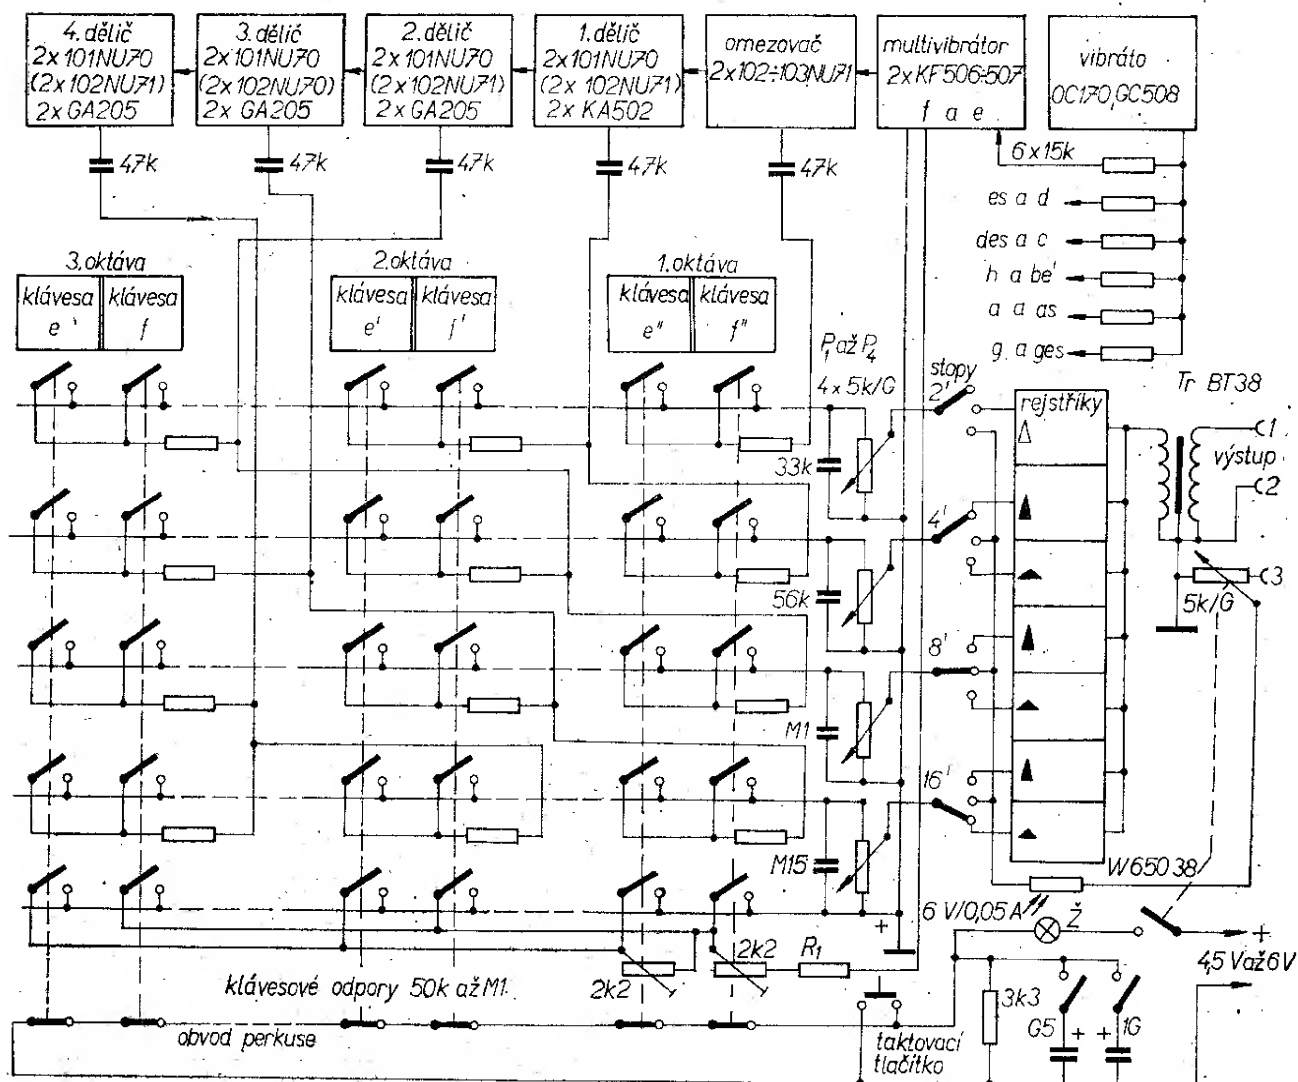 4. dělič
2x101NU70
(2x102NU71)
2xGA205
3. dělič
2x101NU70
(2x102NU70)
2xGA205
2. dělič
2x101NU70
(2x102NU71)
2xGA205
1. dělič
2x101NU70
(2x102NU71)
2xKA502
omezovač
2x102÷103NU71
multivibrátor
2xKF506÷507
f a e
vibráto
OC170,GC508
47k
47k
47k
47k
47k
6x15k
es a d
des a c
h a be'
a a as
g a ges
3. oktáva
klávesa e'
klávesa f
2. oktáva
klávesa e'
klávesa f'
1. oktáva
klávesa e"
klávesa f"
P1 až P4
4x5k/G
stopy
2'
rejstříky
Tr BT38
1
výstup
2
33k
4'
3
5k/G
56k
8'
M1
16'
M15
W65038
6 V/0,05A
Ž
+
+
4,5 V až 6V
2k2
2k2
R1
klávesové odpory 50k až M1
3k3
G5
+
+
1G
obvod perkuse
taktovací
tlačítko